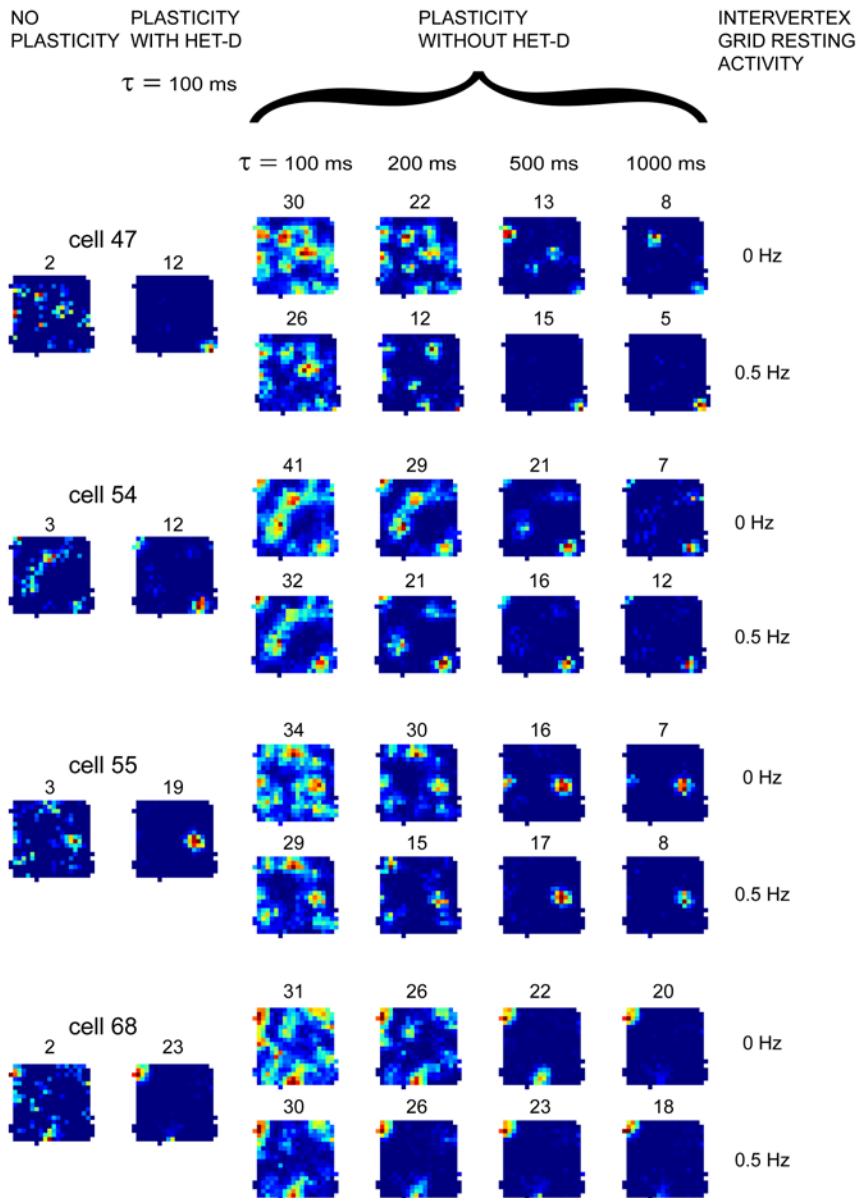 NO PLASTICITY
PLASTICITY WITH HET-D
PLASTICITY WITHOUT HET-D
INTERVERTEX GRID RESTING ACTIVITY
τ = 100 ms
τ = 100 ms 200 ms 500 ms 1000 ms
30 22 13 8
cell 47
0 Hz
2 12
26 12 15 5
0.5 Hz
41 29 21 7
cell 54
0 Hz
3 12
32 21 16 12
0.5 Hz
34 30 16 7
cell 55
0 Hz
3 19
29 15 17 8
0.5 Hz
31 26 22 20
cell 68
0 Hz
2 23
30 26 23 18
0.5 Hz